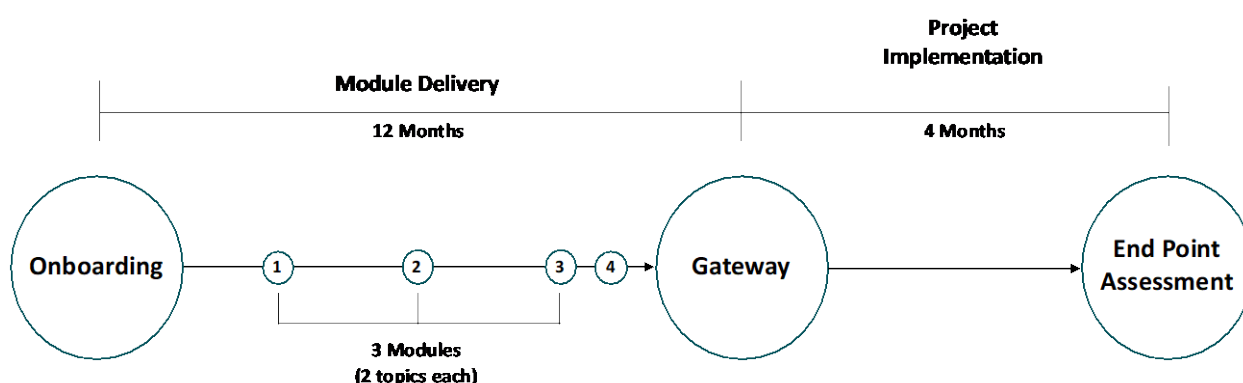 Project
Implementation
Module Delivery
12 Months
4 Months
Onboarding
1
2
3
4
Gateway
End Point
Assessment
3 Modules
(2 topics each)